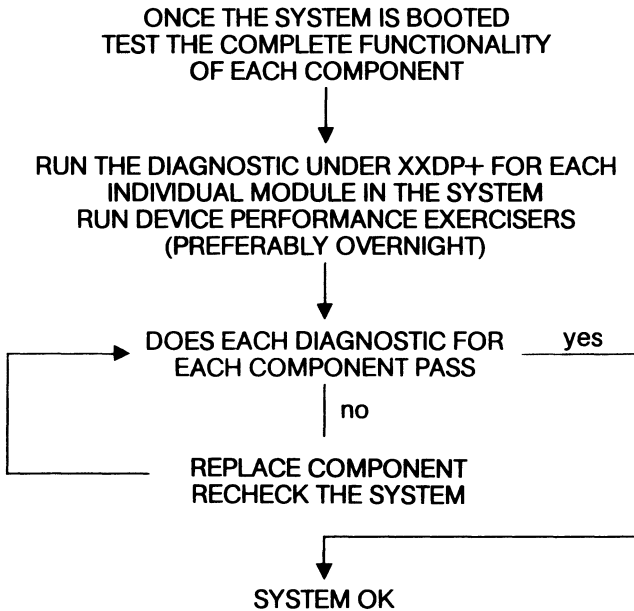 ONCE THE SYSTEM IS BOOTED
TEST THE COMPLETE FUNCTIONALITY
OF EACH COMPONENT
RUN THE DIAGNOSTIC UNDER XXDP+ FOR EACH
INDIVIDUAL MODULE IN THE SYSTEM
RUN DEVICE PERFORMANCE EXERCISERS
(PREFERABLY OVERNIGHT)
DOES EACH DIAGNOSTIC FOR
EACH COMPONENT PASS
yes
no
REPLACE COMPONENT
RECHECK THE SYSTEM
SYSTEM OK